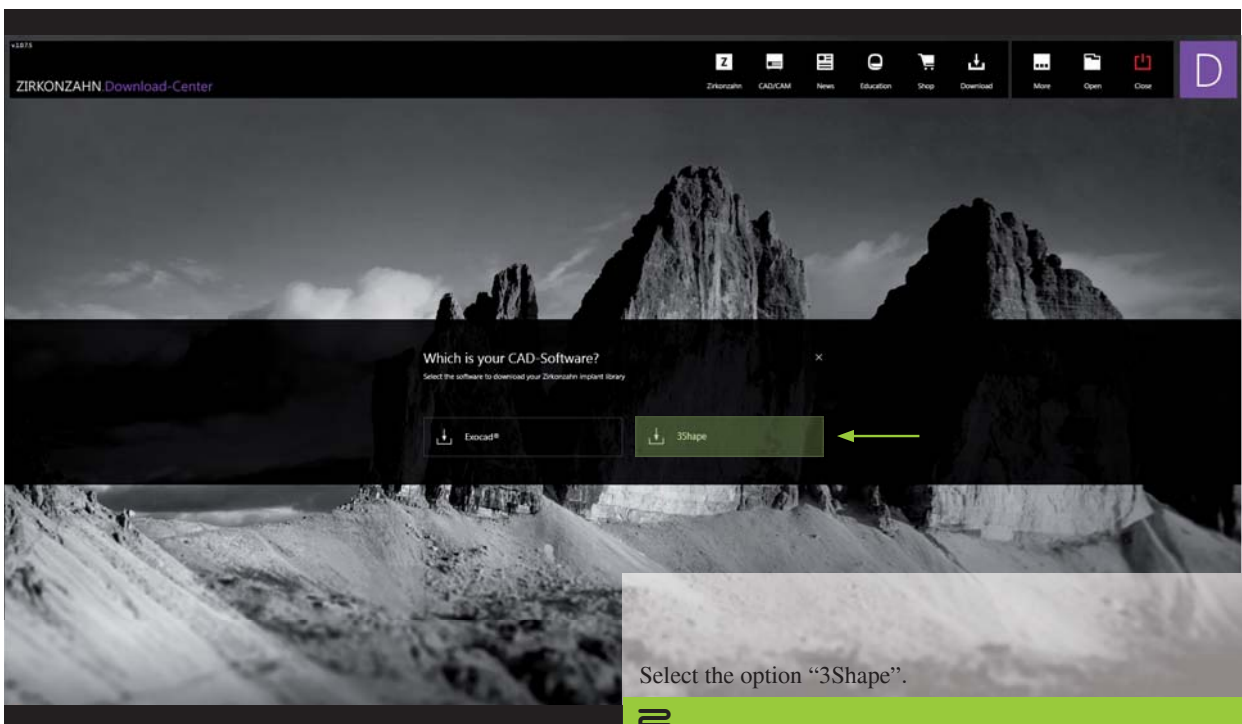 v.1.0.7.5
ZIRKONZAHN.Download-Center
Z
Zirkonzahn CAD/CAM News Education Shop Download More Open Close
D
Which is your CAD-Software?
Select the software to download your Zirkonzahn implant library
Exocad®
3Shape
Select the option “3Shape”.